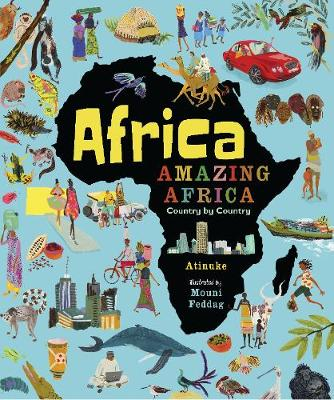 Africa
AMAZING
AFRICA
Country by Country
Atinuke
Illustrated by
Mouni
Feddag